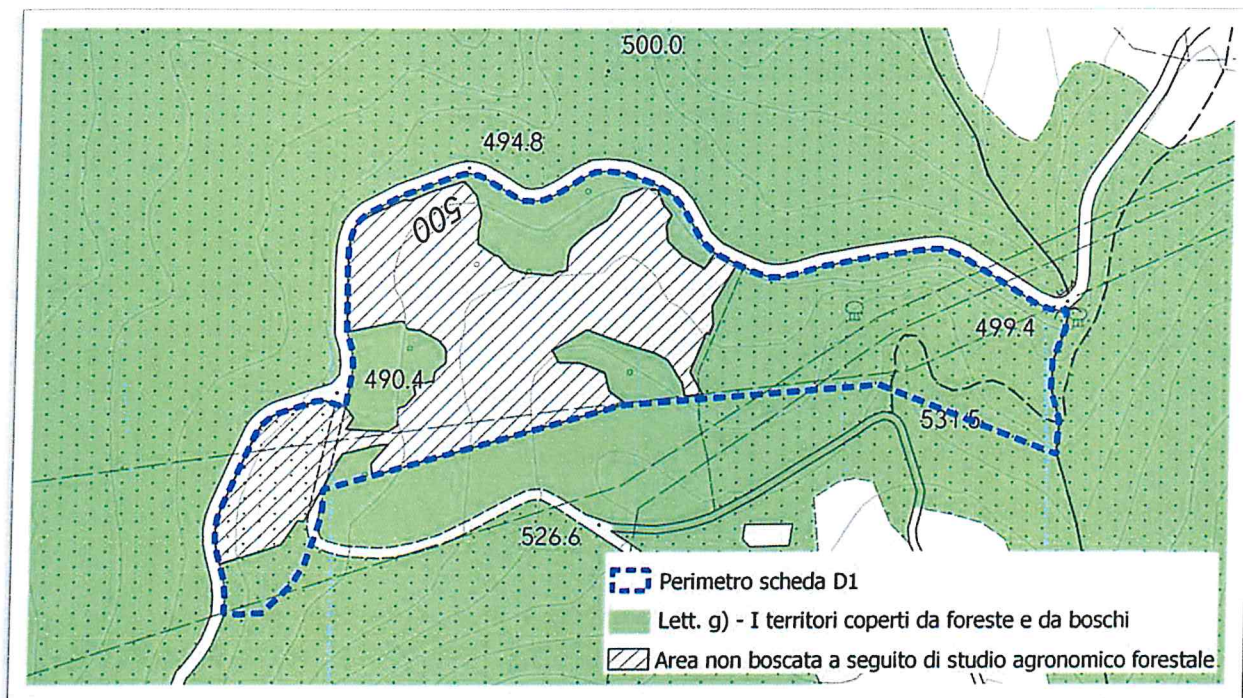 500.0
494.8
500
499.4
490.4
531.5
526.6
Perimetro scheda D1
Lett. g) - I territori coperti da foreste e da boschi
Area non boscata a seguito di studio agronomico forestale